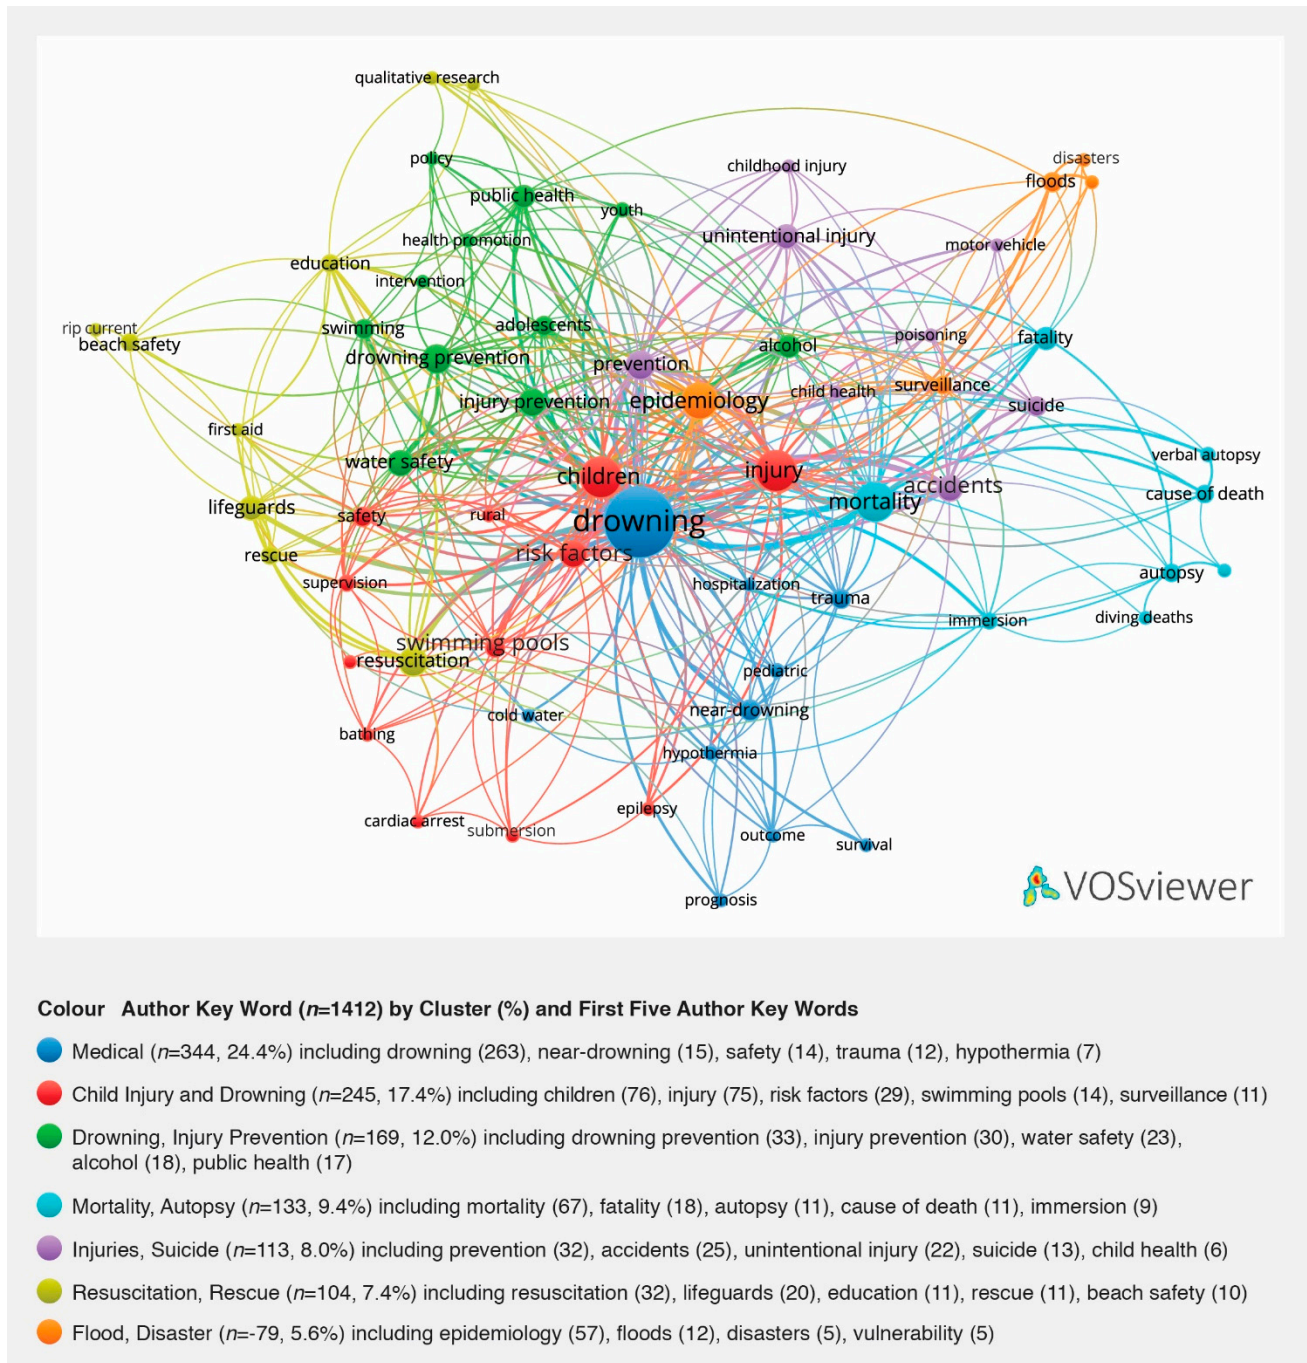 qualitative research
policy
childhood injury
disasters
floods
public health
youth
health promotion
unintentional injury
motor vehicle
education
intervention
rip current
beach safety
swimming
adolescents
drowning prevention
prevention
alcohol
poisoning
fatality
child health
surveillance
injury prevention
epidemiology
suicide
first aid
water safety
verbal autopsy
children
injury
accidents
cause of death
mortality
lifeguards
safety
rural
drowning
rescue
risk factors
supervision
hospitalization
trauma
autopsy
immersion
diving deaths
swimming pools
resuscitation
pediatric
cold water
near-drowning
bathing
hypothermia
epilepsy
cardiac arrest
submersion
outcome
survival
prognosis
VOSviewer
Colour Author Key Word (n=1412) by Cluster (%) and First Five Author Key Words
Medical (n=344, 24.4%) including drowning (263), near-drowning (15), safety (14), trauma (12), hypothermia (7)
Child Injury and Drowning (n=245, 17.4%) including children (76), injury (75), risk factors (29), swimming pools (14), surveillance (11)
Drowning, Injury Prevention (n=169, 12.0%) including drowning prevention (33), injury prevention (30), water safety (23),
alcohol (18), public health (17)
Mortality, Autopsy (n=133, 9.4%) including mortality (67), fatality (18), autopsy (11), cause of death (11), immersion (9)
Injuries, Suicide (n=113, 8.0%) including prevention (32), accidents (25), unintentional injury (22), suicide (13), child health (6)
Resuscitation, Rescue (n=104, 7.4%) including resuscitation (32), lifeguards (20), education (11), rescue (11), beach safety (10)
Flood, Disaster (n=-79, 5.6%) including epidemiology (57), floods (12), disasters (5), vulnerability (5)